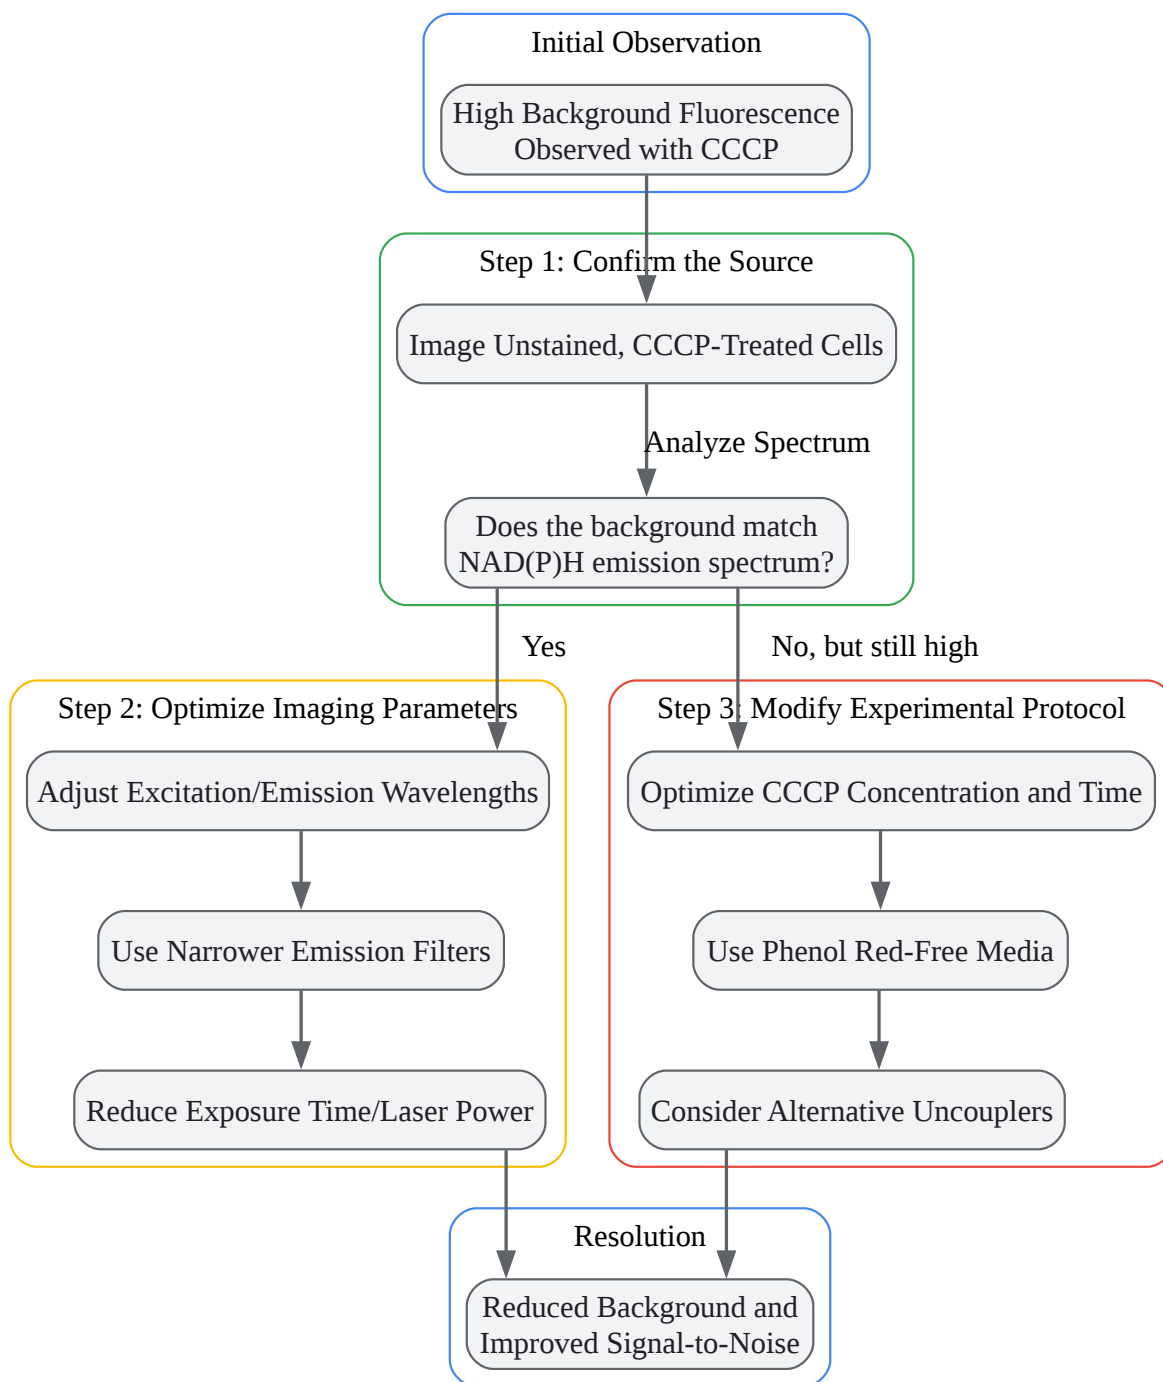 Initial Observation
High Background Fluorescence
Observed with CCCP
Step 1: Confirm the Source
Image Unstained, CCCP-Treated Cells
Analyze Spectrum
Does the background match
NAD(P)H emission spectrum?
Yes
No, but still high
Step 2: Optimize Imaging Parameters
Adjust Excitation/Emission Wavelengths
Use Narrower Emission Filters
Reduce Exposure Time/Laser Power
Step 3: Modify Experimental Protocol
Optimize CCCP Concentration and Time
Use Phenol Red-Free Media
Consider Alternative Uncouplers
Resolution
Reduced Background and
Improved Signal-to-Noise